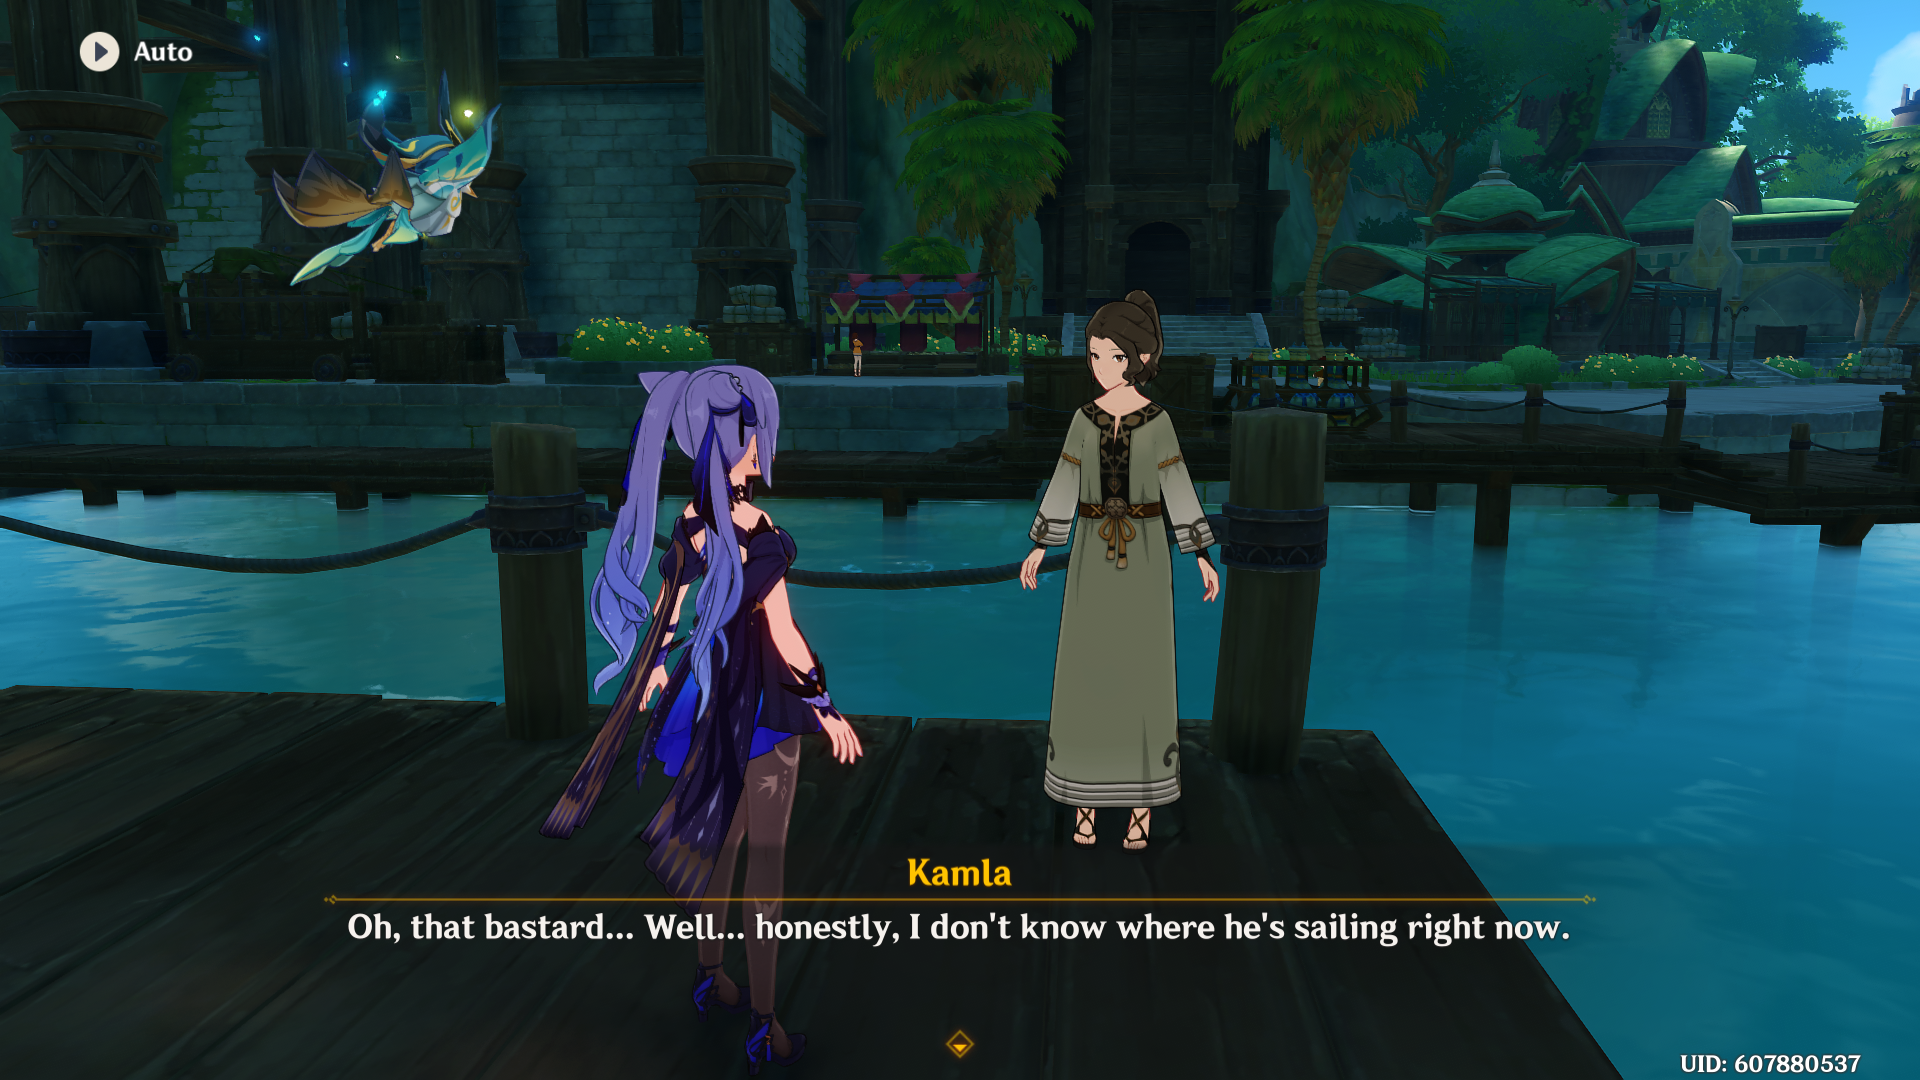 Auto
Kamla
Oh, that bastard... Well... honestly, I don't know where he's sailing right now.
UID: 607880537